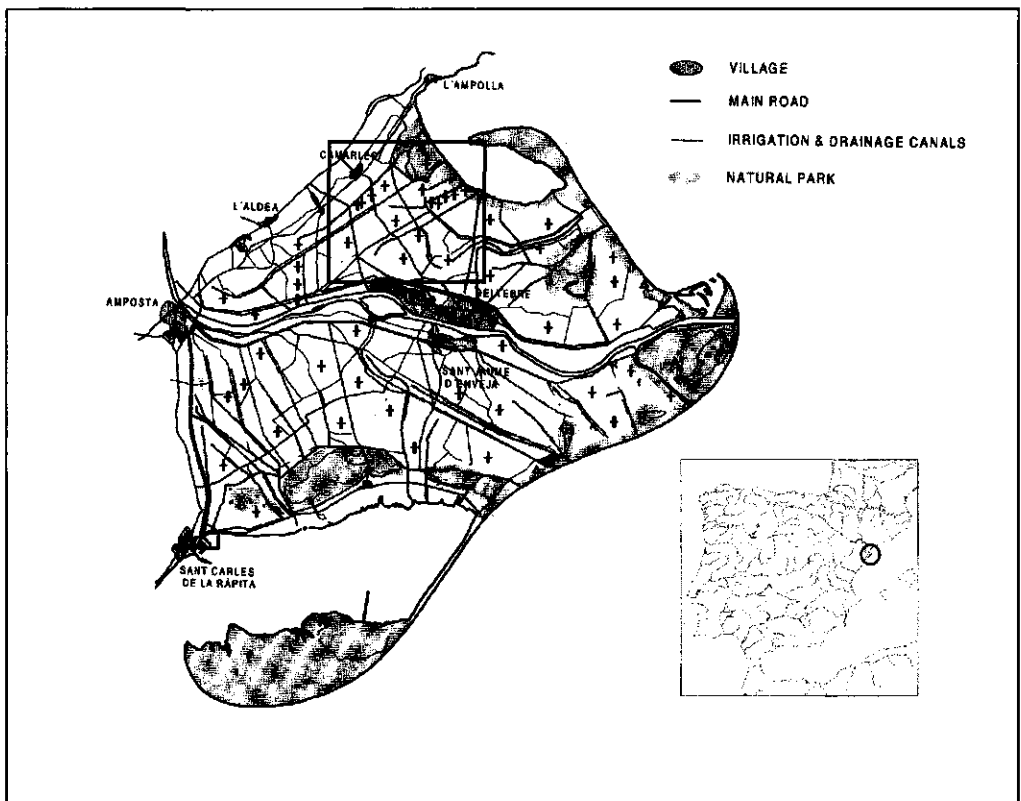 L'AMPOLLA
CAMARLES
L'ALDEA
AMPOSTA
DELTEBRE
SANT JAUME
D'ENVEJA
SANT CARLES
DE LA RÀPITA
VILLAGE
MAIN ROAD
IRRIGATION & DRAINAGE CANALS
NATURAL PARK